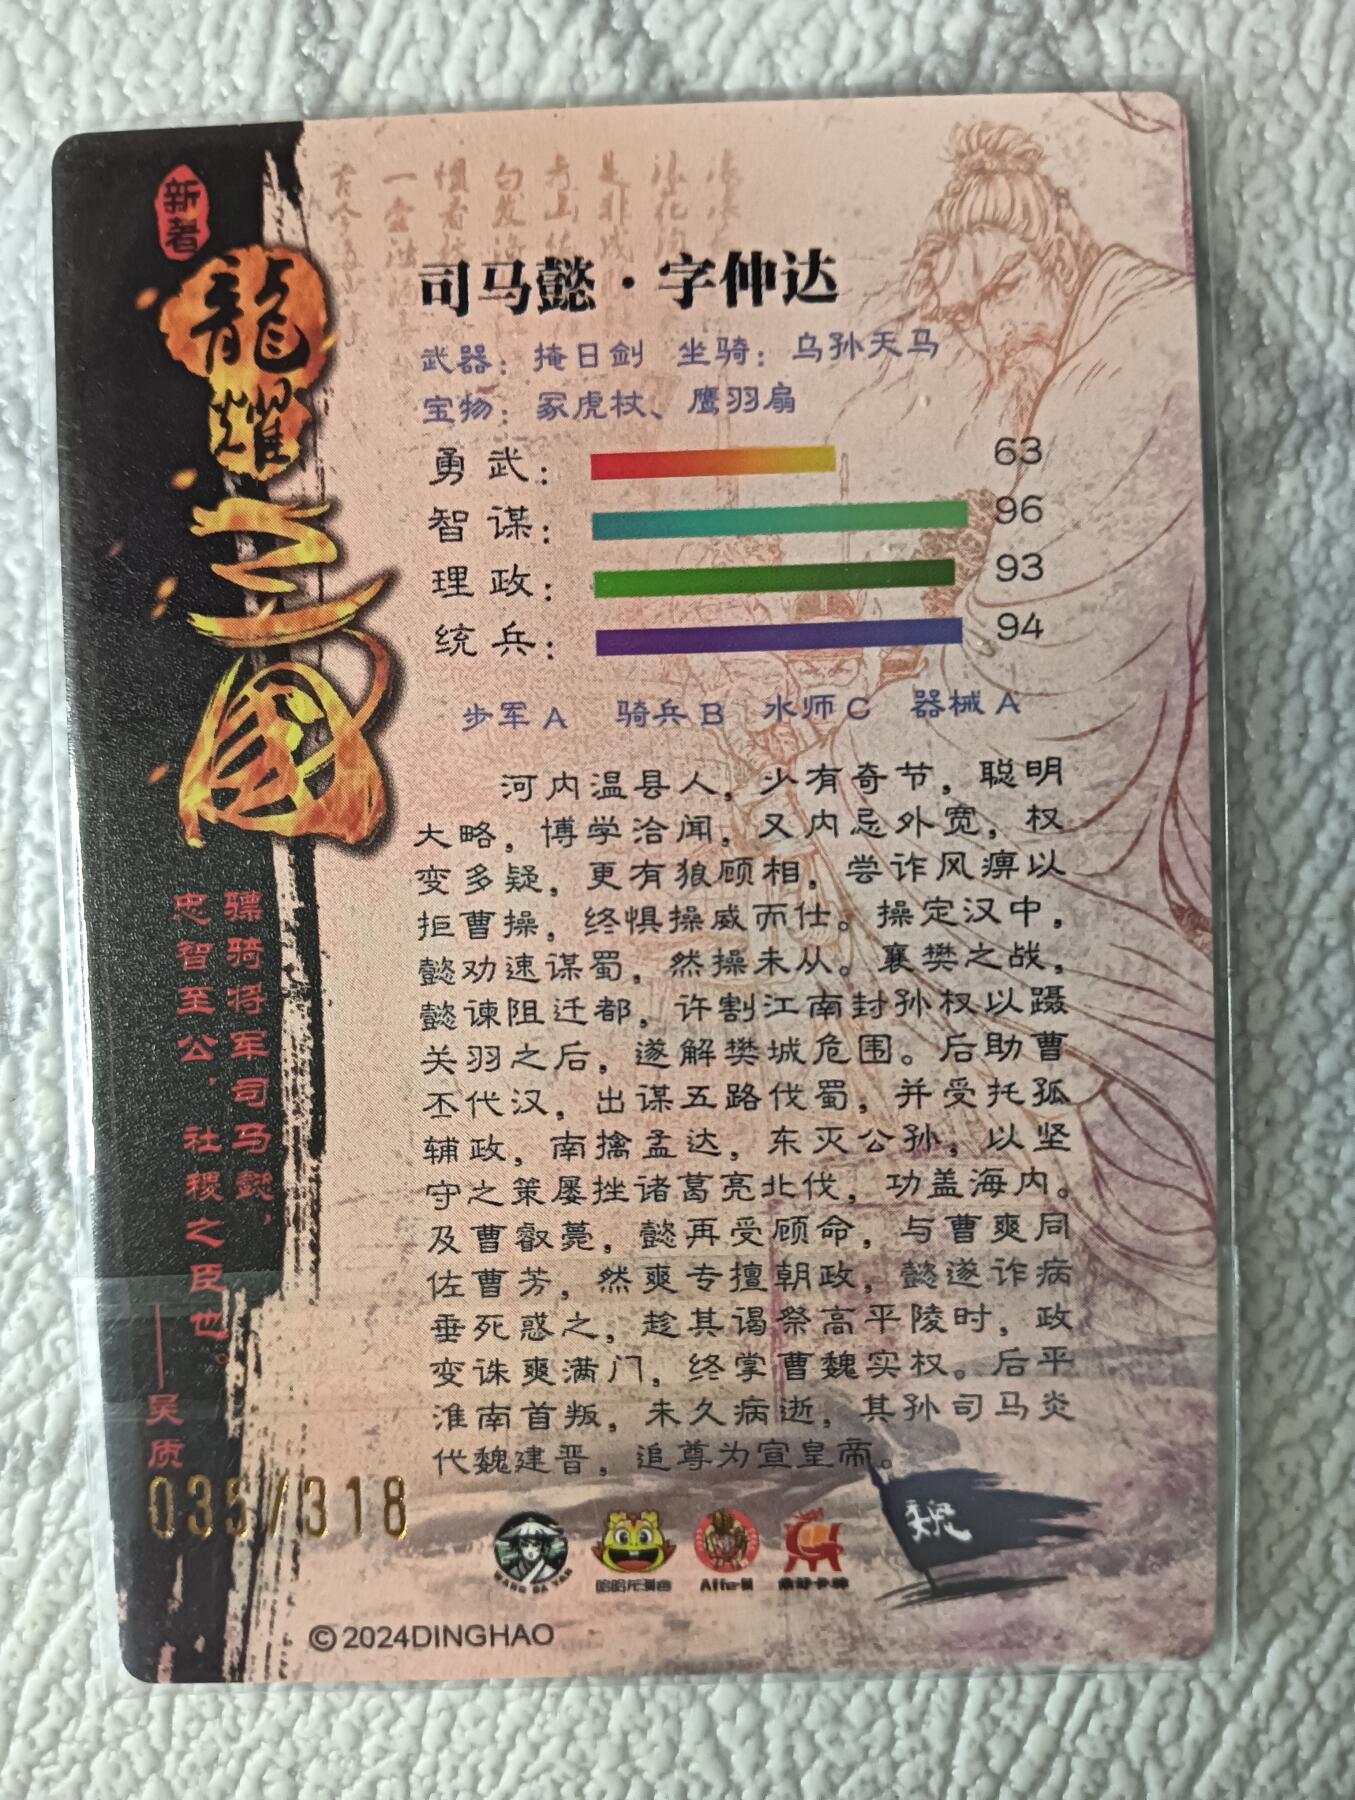 新者
龍耀三國
骠骑将军司马懿，
忠智至公，社稷之臣也。
——吴质
司马懿·字仲达
武器：掩日剑 坐骑：乌孙天马
宝物：冢虎杖、鹰羽扇
勇武： 63
智谋： 96
理政： 93
统兵： 94
步军A 骑兵B 水师C 器械A
河内温县人，少有奇节，聪明
大略，博学洽闻，又内忌外宽，权
变多疑，更有狼顾相，尝诈风痹以
拒曹操，终惧操威而仕。操定汉中，
懿劝速谋蜀，然操未从。襄樊之战，
懿谏阻迁都，许割江南封孙权以蹑
关羽之后，遂解樊城危围。后助曹
丕代汉，出谋五路伐蜀，并受托孤
辅政，南擒孟达，东灭公孙，以坚
守之策屡挫诸葛亮北伐，功盖海内。
及曹叡薨，懿再受顾命，与曹爽同
佐曹芳，然爽专擅朝政，懿遂诈病
垂死惑之，趁其谒祭高平陵时，政
变诛爽满门，终掌曹魏实权。后平
淮南首叛，未久病逝，其孙司马炎
代魏建晋，追尊为宣皇帝。
035/318
WANG DA YAN
哈哈龙漫画
魏
©2024DINGHAO